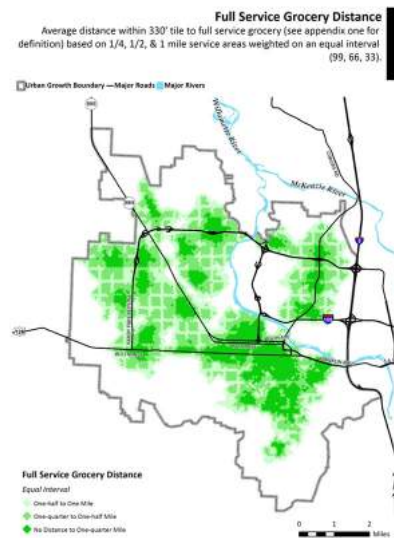 Full Service Grocery Distance
Average distance within 330' tile to full service grocery (see appendix one for
definition) based on 1/4, 1/2, & 1 mile service areas weighted on an equal interval
(99, 66, 33).
Urban Growth Boundary Major Roads Major Rivers
Willamette River
McKenzie River
Full Service Grocery Distance
Equal Interval
One-half to One Mile
One-quarter to One-half Mile
No Distance to One-quarter Mile
0 1 2
Miles